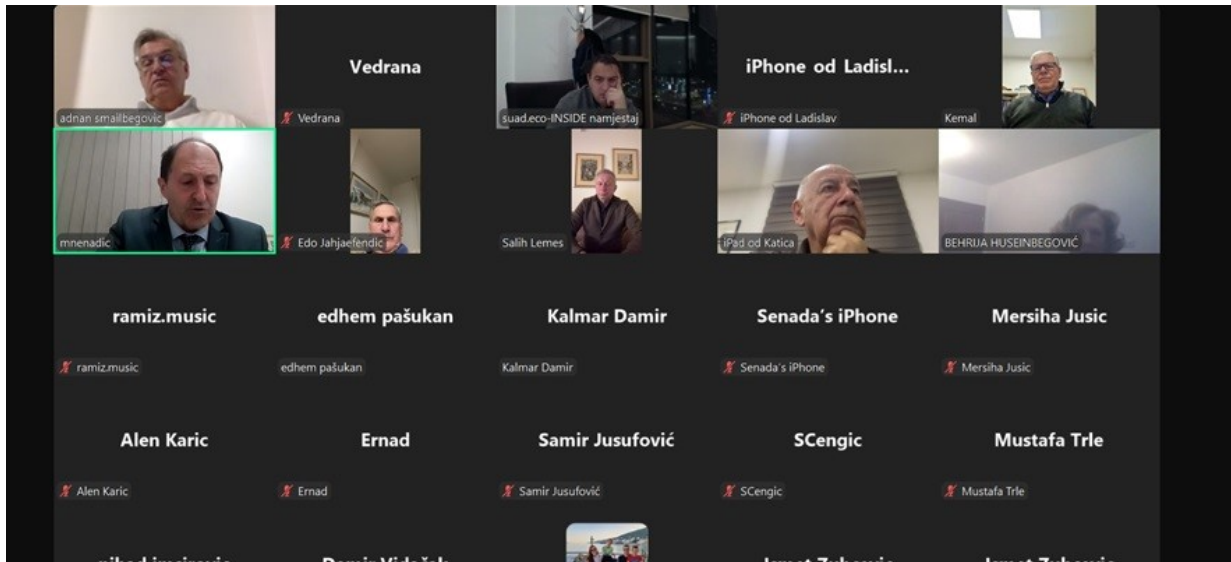 adnan smailbegovic
Vedrana
Vedrana
suad.eco-INSIDE namjestaj
iPhone od Ladisl...
iPhone od Ladislav
Kemal
mnenadic
Edo Jahjaefendic
Salih Lemes
iPad od Katica
BEHRIJA HUSEINBEGOVIĆ
ramiz.music
ramiz.music
edhem pašukan
edhem pašukan
Kalmar Damir
Kalmar Damir
Senada's iPhone
Senada's iPhone
Mersiha Jusic
Mersiha Jusic
Alen Karic
Alen Karic
Ernad
Ernad
Samir Jusufović
Samir Jusufović
SCengic
SCengic
Mustafa Trle
Mustafa Trle